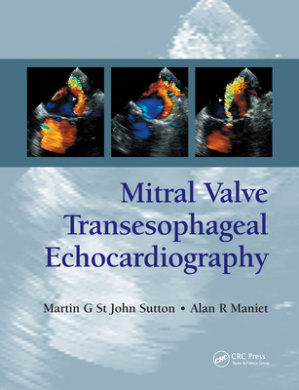 Mitral Valve
Transesophageal
Echocardiography
Martin G St John Sutton • Alan R Maniet
CRC Press
Taylor & Francis Group